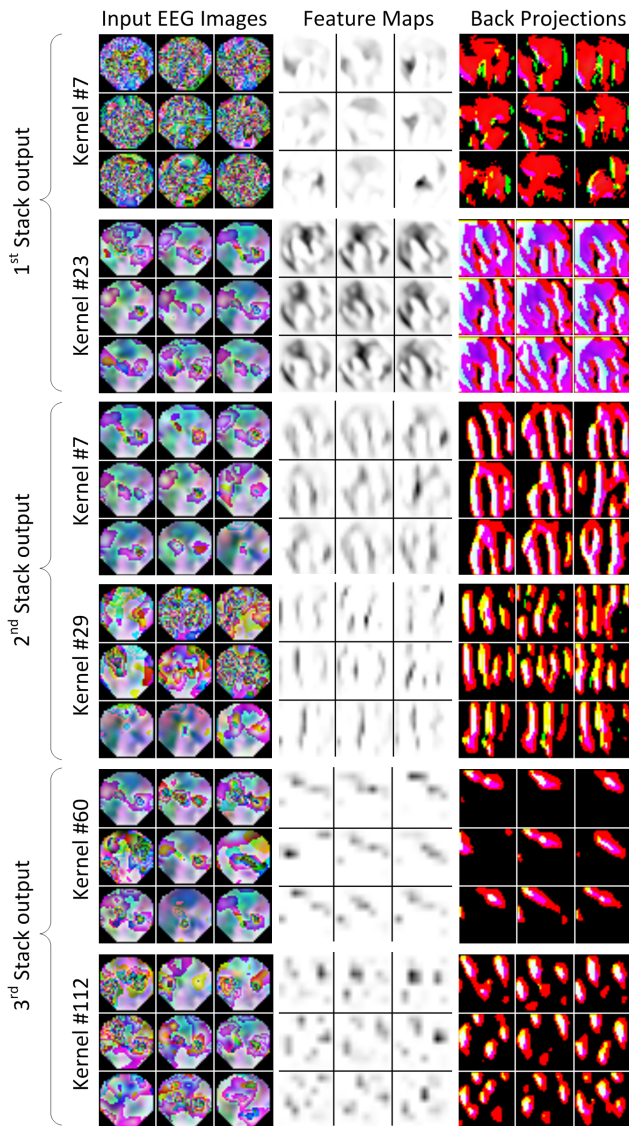 Input EEG Images
Feature Maps
Back Projections
1st Stack output
Kernel #7
Kernel #23
2nd Stack output
Kernel #7
Kernel #29
3rd Stack output
Kernel #60
Kernel #112